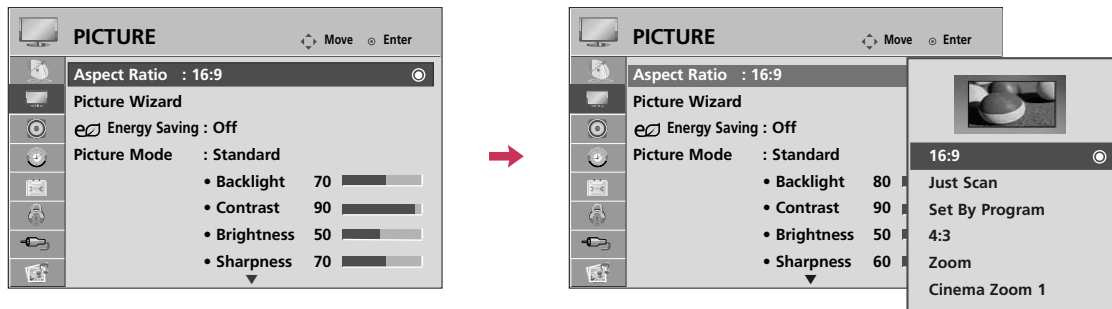 PICTURE Move Enter
Aspect Ratio : 16:9
Picture Wizard
eco Energy Saving : Off
Picture Mode : Standard
• Backlight 70
• Contrast 90
• Brightness 50
• Sharpness 70
PICTURE Move Enter
Aspect Ratio : 16:9
Picture Wizard
eco Energy Saving : Off
Picture Mode : Standard
• Backlight 80
• Contrast 90
• Brightness 50
• Sharpness 60
16:9
Just Scan
Set By Program
4:3
Zoom
Cinema Zoom 1